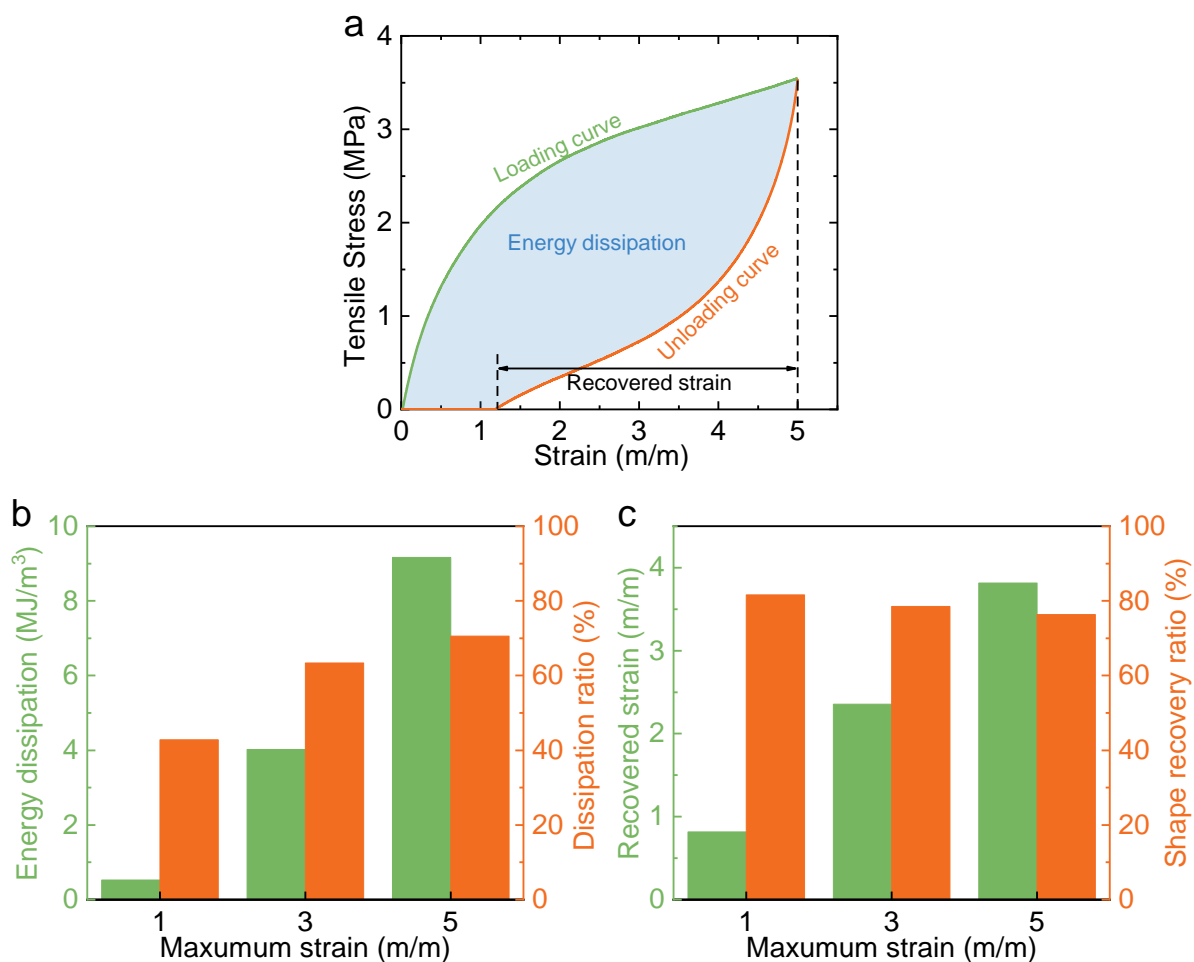 a
4
3
2
1
0
Tensile Stress (MPa)
Loading curve
Energy dissipation
Unloading curve
Recovered strain
0 1 2 3 4 5
Strain (m/m)
b
10
8
6
4
2
0
Energy dissipation (MJ/m³)
100
80
60
40
20
0
Dissipation ratio (%)
1 3 5
Maxumum strain (m/m)
c
4
3
2
1
0
Recovered strain (m/m)
100
80
60
40
20
0
Shape recovery ratio (%)
1 3 5
Maxumum strain (m/m)